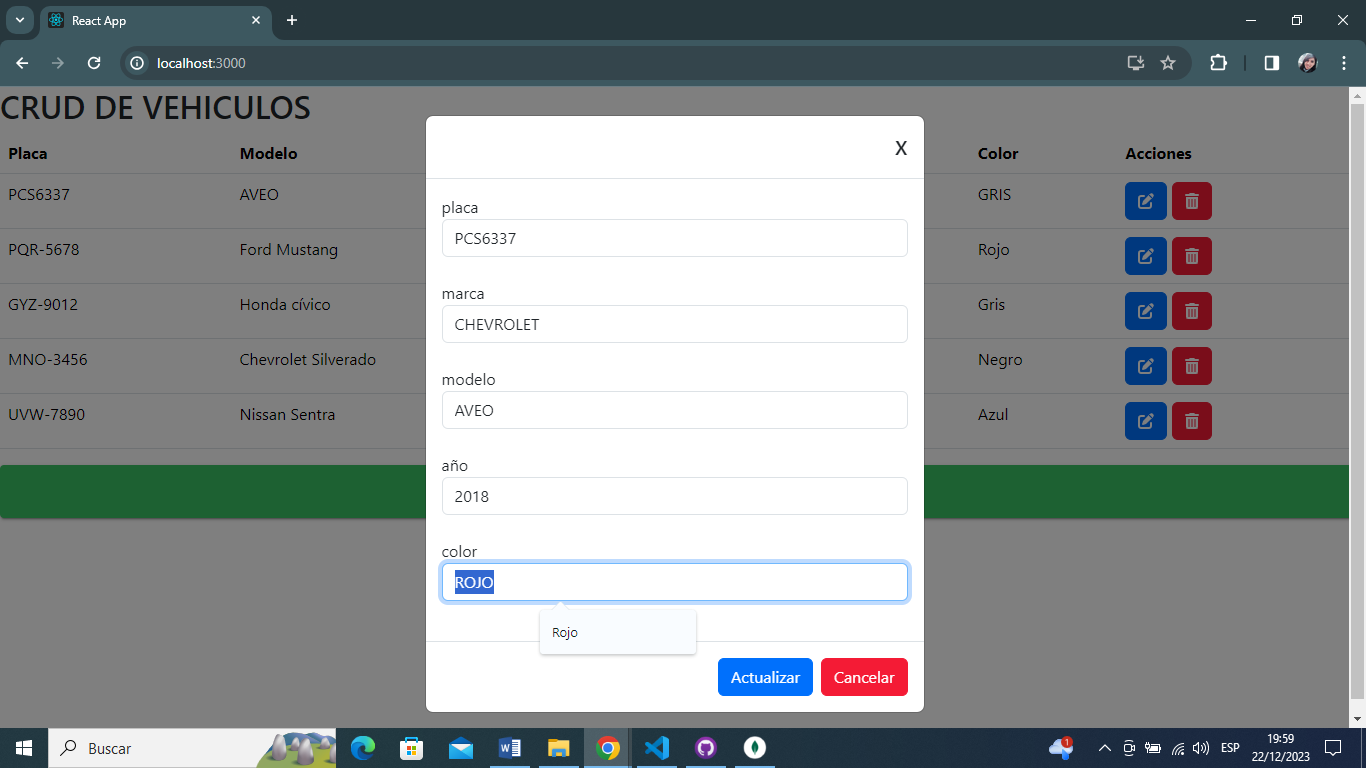 React App
localhost:3000
CRUD DE VEHICULOS
Placa Modelo Color Acciones
PCS6337 AVEO GRIS
PQR-5678 Ford Mustang Rojo
GYZ-9012 Honda cívico Gris
MNO-3456 Chevrolet Silverado Negro
UVW-7890 Nissan Sentra Azul
X
placa
PCS6337
marca
CHEVROLET
modelo
AVEO
año
2018
color
ROJO
Rojo
Actualizar Cancelar
Buscar
1
ESP
19:59
22/12/2023